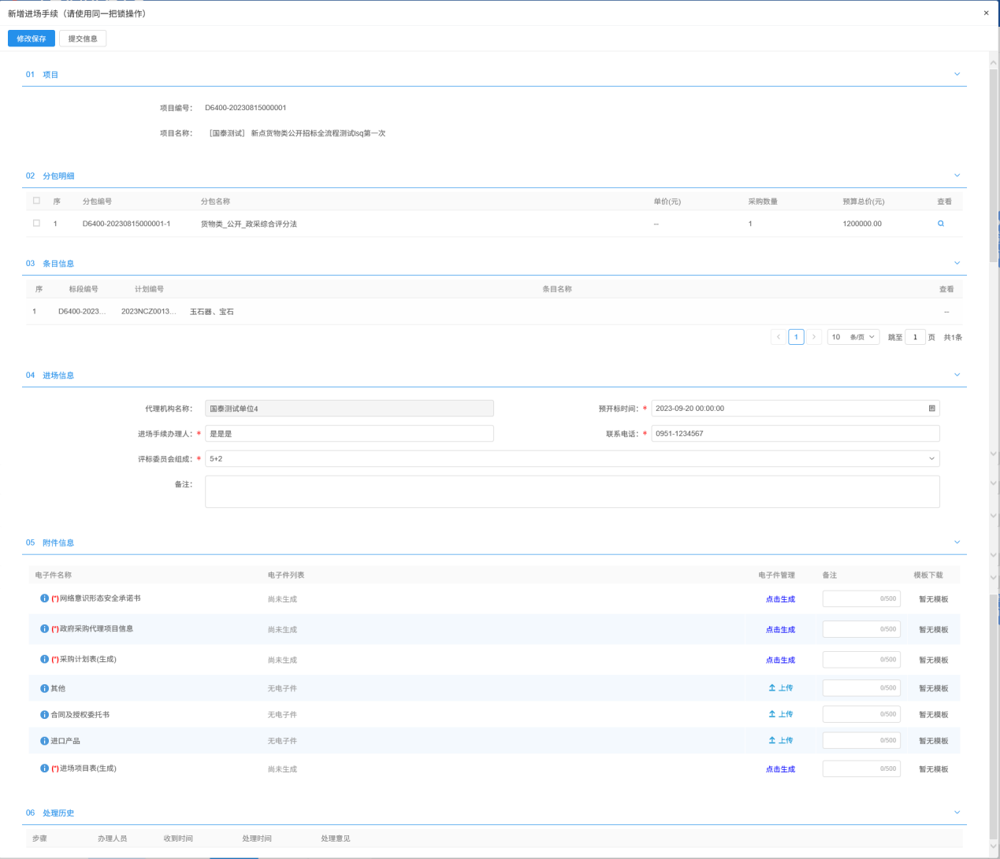 新增进场手续（请使用同一把锁操作） ×
修改保存 提交信息
01 项目
项目编号： D6400-20230815000001
项目名称： [国泰测试] 新点货物类公开招标全流程测试lsq第一次
02 分包明细
序 分包编号 分包名称 单价(元) 采购数量 预算总价(元) 查看
1 D6400-20230815000001-1 货物类_公开_政采综合评分法 -- 1 1200000.00
03 条目信息
序 标段编号 计划编号 条目名称 查看
1 D6400-2023... 2023NCZ0013... 玉石器、宝石 --
1 10 条/页 跳至 1 页 共1条
04 进场信息
代理机构名称： 国泰测试单位4 预开标时间：* 2023-09-20 00:00:00
进场手续办理人：* 是是是 联系电话：* 0951-1234567
评标委员会组成：* 5+2
备注：
05 附件信息
电子件名称 电子件列表 电子件管理 备注 模板下载
(*)网络意识形态安全承诺书 尚未生成 点击生成 0/500 暂无模板
(*)政府采购代理项目信息 尚未生成 点击生成 0/500 暂无模板
(*)采购计划表(生成) 尚未生成 点击生成 0/500 暂无模板
其他 无电子件 上传 0/500 暂无模板
合同及授权委托书 无电子件 上传 0/500 暂无模板
进口产品 无电子件 上传 0/500 暂无模板
(*)进场项目表(生成) 尚未生成 点击生成 0/500 暂无模板
06 处理历史
步骤 办理人员 收到时间 处理时间 处理意见